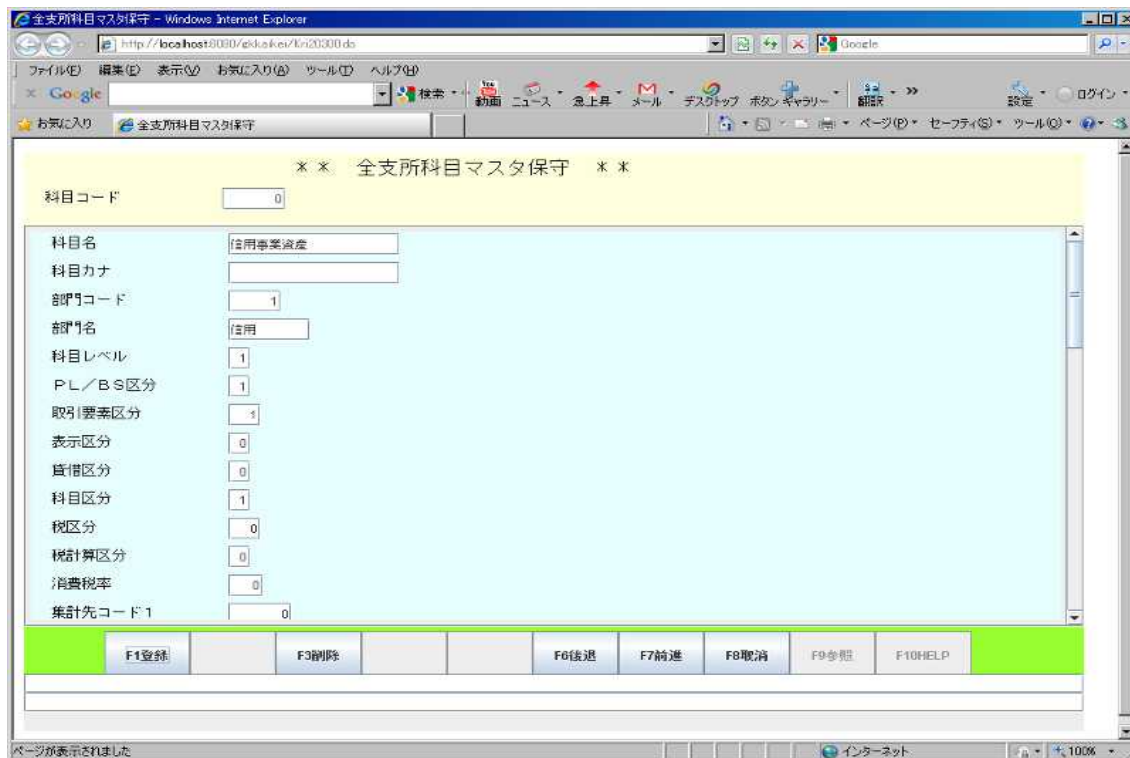 全支所科目マスタ保守 - Windows Internet Explorer
http://localhost:8080/gkkaikei/Kri20300.do
Google
ファイル(F) 編集(E) 表示(V) お気に入り(A) ツール(T) ヘルプ(H)
Google 検索 動画 ニュース 急上昇 メール デスクトップ ボタン ギャラリー 翻訳 » 設定 ログイン
お気に入り 全支所科目マスタ保守 ページ(P) セーフティ(S) ツール(O)
** 全支所科目マスタ保守 **
科目コード 0
科目名 信用事業資産
科目カナ
部門コード 1
部門名 信用
科目レベル 1
PL/BS区分 1
取引要素区分 1
表示区分 0
貸借区分 0
科目区分 1
税区分 0
税計算区分 0
消費税率 0
集計先コード1 0
F1登録 F3削除 F6後退 F7前進 F8取消 F9参照 F10HELP
ページが表示されました インターネット 100%